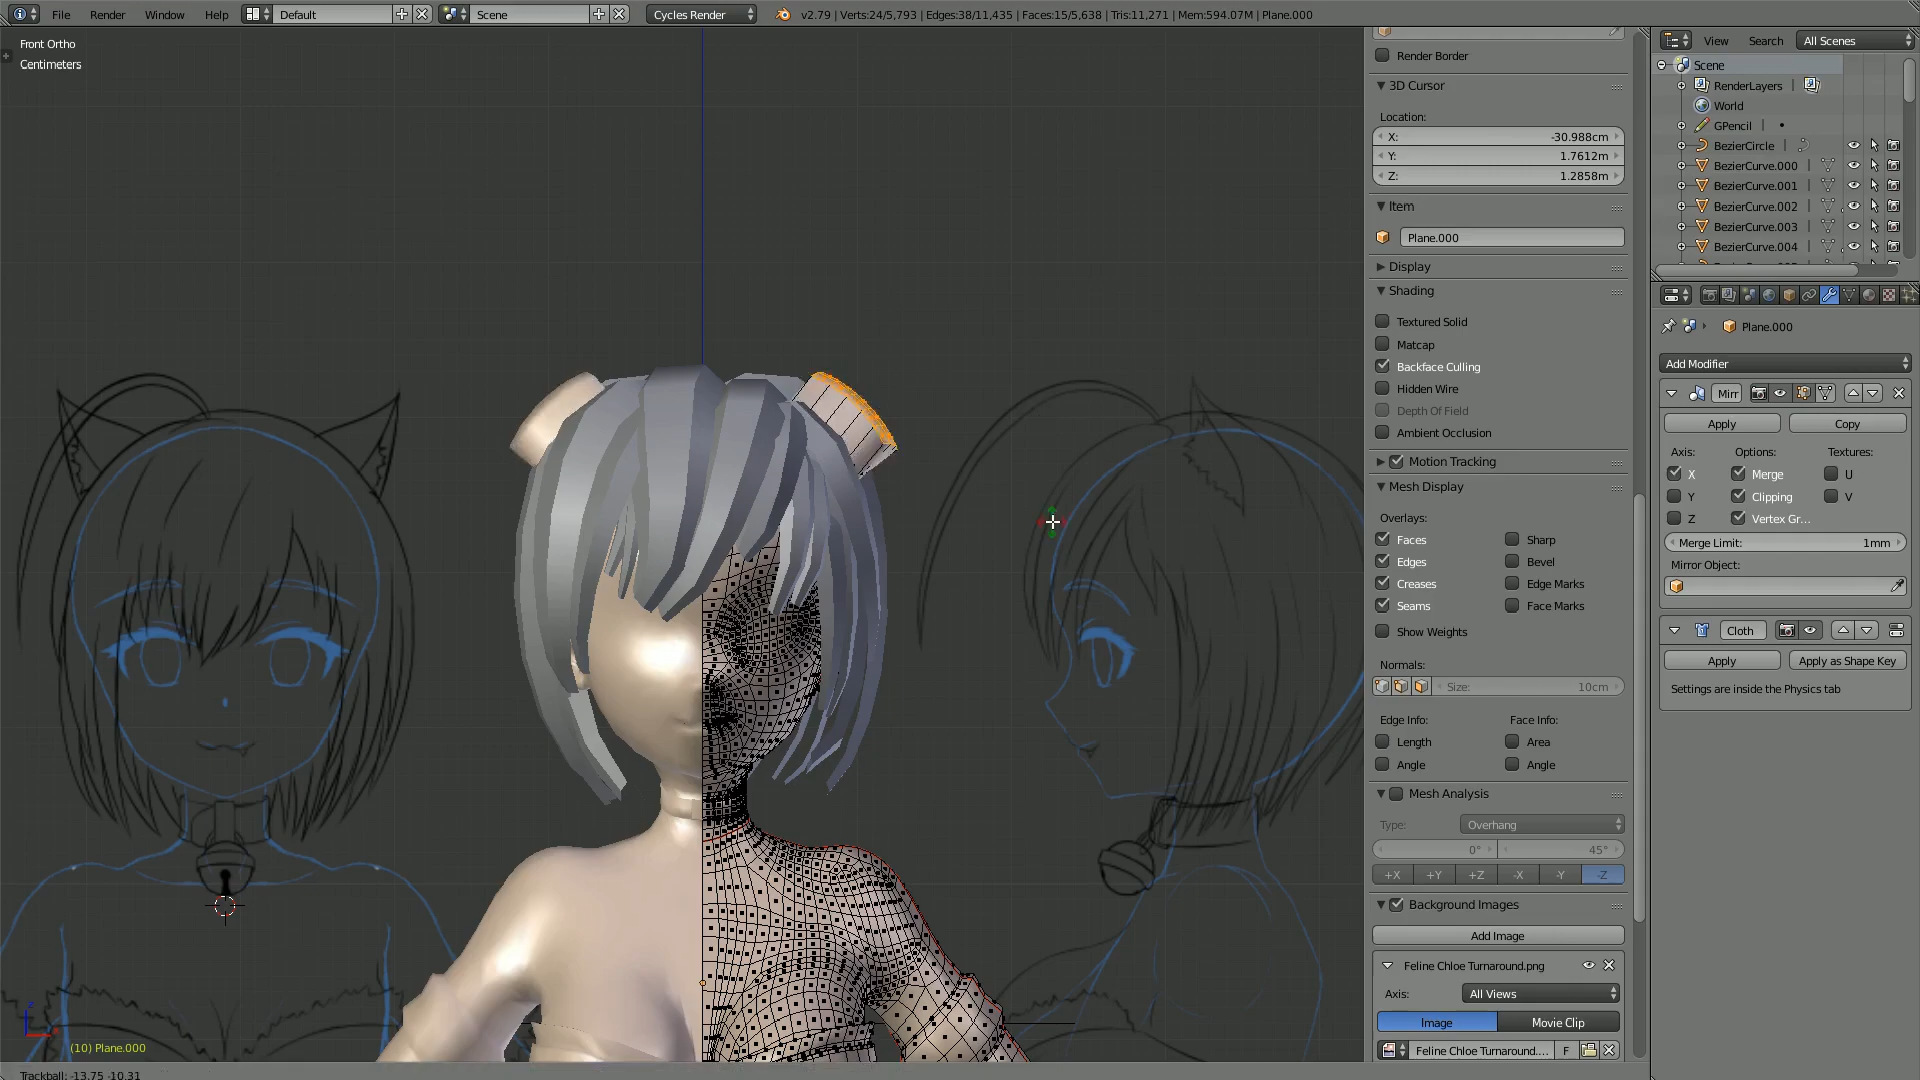 File Render Window Help Default Scene Cycles Render v2.79 | Verts:24/5,793 | Edges:38/11,435 | Faces:15/5,638 | Tris:11,271 | Mem:594.07M | Plane.000
Front Ortho
Centimeters
(10) Plane.000
Trackball: -13.75 -10.31
Render Border
3D Cursor
Location:
X: -30.988cm
Y: 1.7612m
Z: 1.2858m
Item
Plane.000
Display
Shading
Textured Solid
Matcap
Backface Culling
Hidden Wire
Depth Of Field
Ambient Occlusion
Motion Tracking
Mesh Display
Overlays:
Faces Sharp
Edges Bevel
Creases Edge Marks
Seams Face Marks
Show Weights
Normals:
Size: 10cm
Edge Info: Face Info:
Length Area
Angle Angle
Mesh Analysis
Type: Overhang
0° 45°
+X +Y +Z -X -Y -Z
Background Images
Add Image
Feline Chloe Turnaround.png
Axis: All Views
Image Movie Clip
Feline Chloe Turnaround.... F
View Search All Scenes
Scene
RenderLayers
World
GPencil
BezierCircle
BezierCurve.000
BezierCurve.001
BezierCurve.002
BezierCurve.003
BezierCurve.004
Plane.000
Add Modifier
Mirr
Apply Copy
Axis: Options: Textures:
X Merge U
Y Clipping V
Z Vertex Gr...
Merge Limit: 1mm
Mirror Object:
Cloth
Apply Apply as Shape Key
Settings are inside the Physics tab